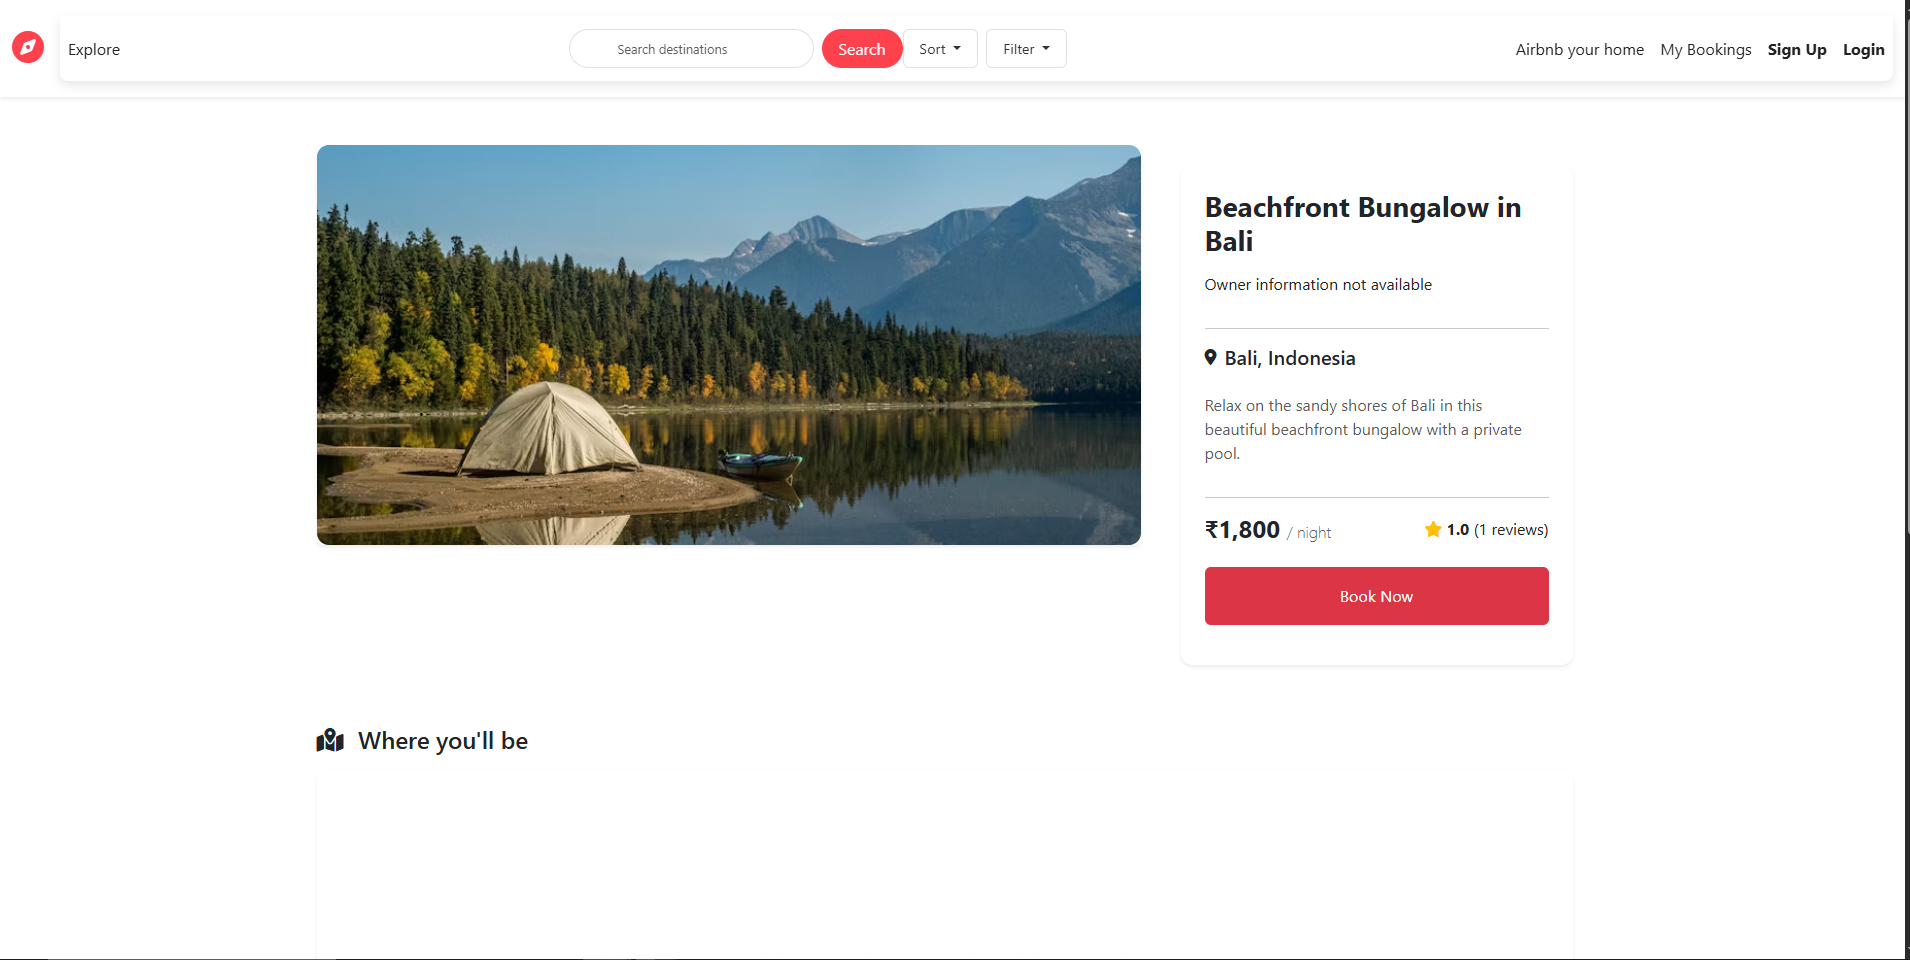 Explore
Search destinations
Search
Sort
Filter
Airbnb your home
My Bookings
Sign Up
Login
Beachfront Bungalow in
Bali
Owner information not available
Bali, Indonesia
Relax on the sandy shores of Bali in this
beautiful beachfront bungalow with a private
pool.
₹1,800 / night
1.0 (1 reviews)
Book Now
Where you'll be